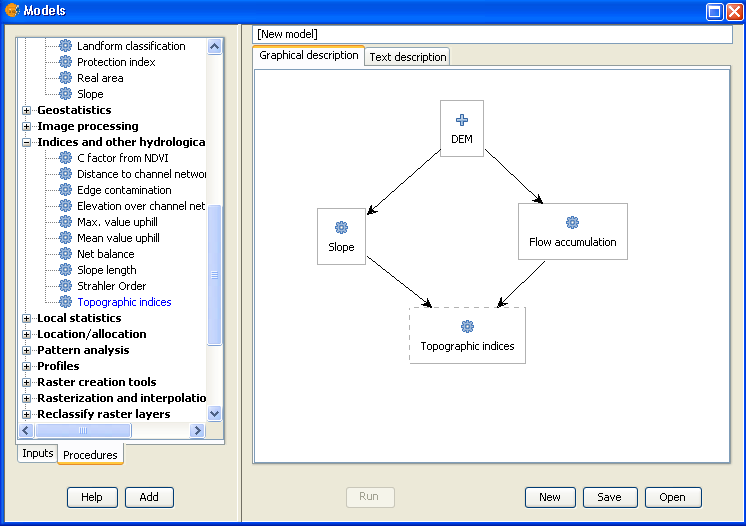 Models
[New model]
Graphical description
Text description
Landform classification
Protection index
Real area
Slope
Geostatistics
Image processing
Indices and other hydrologica
C factor from NDVI
Distance to channel networ
Edge contamination
Elevation over channel net
Max. value uphill
Mean value uphill
Net balance
Slope length
Strahler Order
Topographic indices
Local statistics
Location/allocation
Pattern analysis
Profiles
Raster creation tools
Rasterization and interpolatio
Reclassify raster layers
Inputs
Procedures
DEM
Slope
Flow accumulation
Topographic indices
Help
Add
Run
New
Save
Open